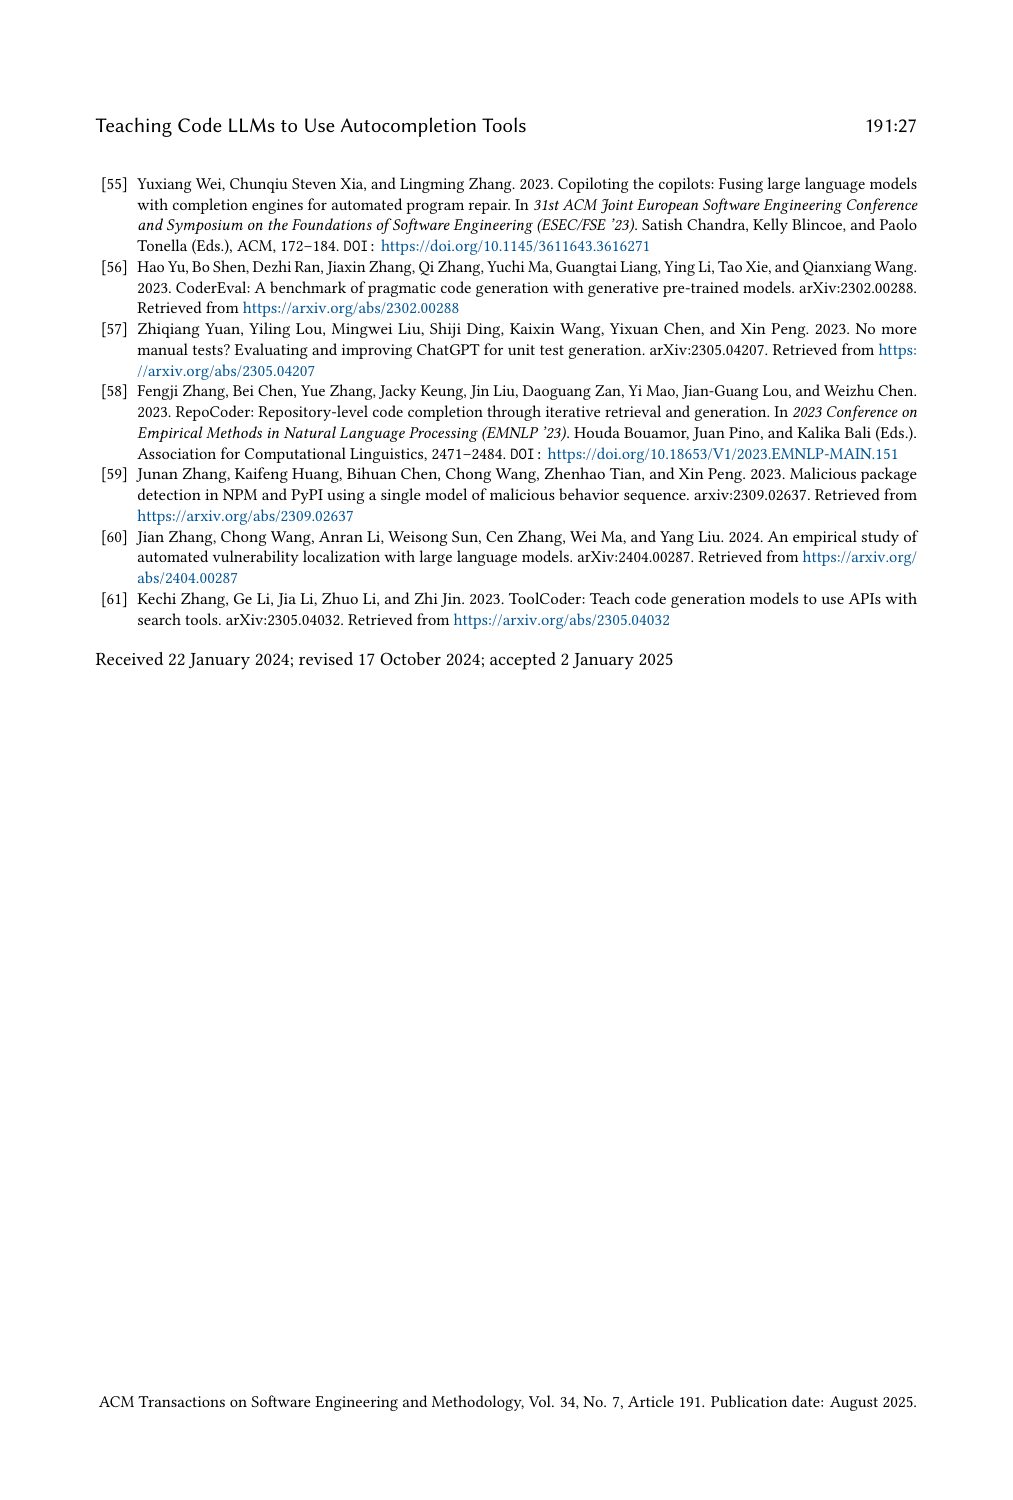 Teaching Code LLMs to Use Autocompletion Tools 191:27
[55] Yuxiang Wei, Chunqiu Steven Xia, and Lingming Zhang. 2023. Copiloting the copilots: Fusing large language models
with completion engines for automated program repair. In 31st ACM Joint European Software Engineering Conference
and Symposium on the Foundations of Software Engineering (ESEC/FSE ’23). Satish Chandra, Kelly Blincoe, and Paolo
Tonella (Eds.), ACM, 172–184. DOI: https://doi.org/10.1145/3611643.3616271
[56] Hao Yu, Bo Shen, Dezhi Ran, Jiaxin Zhang, Qi Zhang, Yuchi Ma, Guangtai Liang, Ying Li, Tao Xie, and Qianxiang Wang.
2023. CoderEval: A benchmark of pragmatic code generation with generative pre-trained models. arXiv:2302.00288.
Retrieved from https://arxiv.org/abs/2302.00288
[57] Zhiqiang Yuan, Yiling Lou, Mingwei Liu, Shiji Ding, Kaixin Wang, Yixuan Chen, and Xin Peng. 2023. No more
manual tests? Evaluating and improving ChatGPT for unit test generation. arXiv:2305.04207. Retrieved from https:
//arxiv.org/abs/2305.04207
[58] Fengji Zhang, Bei Chen, Yue Zhang, Jacky Keung, Jin Liu, Daoguang Zan, Yi Mao, Jian-Guang Lou, and Weizhu Chen.
2023. RepoCoder: Repository-level code completion through iterative retrieval and generation. In 2023 Conference on
Empirical Methods in Natural Language Processing (EMNLP ’23). Houda Bouamor, Juan Pino, and Kalika Bali (Eds.).
Association for Computational Linguistics, 2471–2484. DOI: https://doi.org/10.18653/V1/2023.EMNLP-MAIN.151
[59] Junan Zhang, Kaifeng Huang, Bihuan Chen, Chong Wang, Zhenhao Tian, and Xin Peng. 2023. Malicious package
detection in NPM and PyPI using a single model of malicious behavior sequence. arxiv:2309.02637. Retrieved from
https://arxiv.org/abs/2309.02637
[60] Jian Zhang, Chong Wang, Anran Li, Weisong Sun, Cen Zhang, Wei Ma, and Yang Liu. 2024. An empirical study of
automated vulnerability localization with large language models. arXiv:2404.00287. Retrieved from https://arxiv.org/
abs/2404.00287
[61] Kechi Zhang, Ge Li, Jia Li, Zhuo Li, and Zhi Jin. 2023. ToolCoder: Teach code generation models to use APIs with
search tools. arXiv:2305.04032. Retrieved from https://arxiv.org/abs/2305.04032
Received 22 January 2024; revised 17 October 2024; accepted 2 January 2025
ACM Transactions on Software Engineering and Methodology, Vol. 34, No. 7, Article 191. Publication date: August 2025.